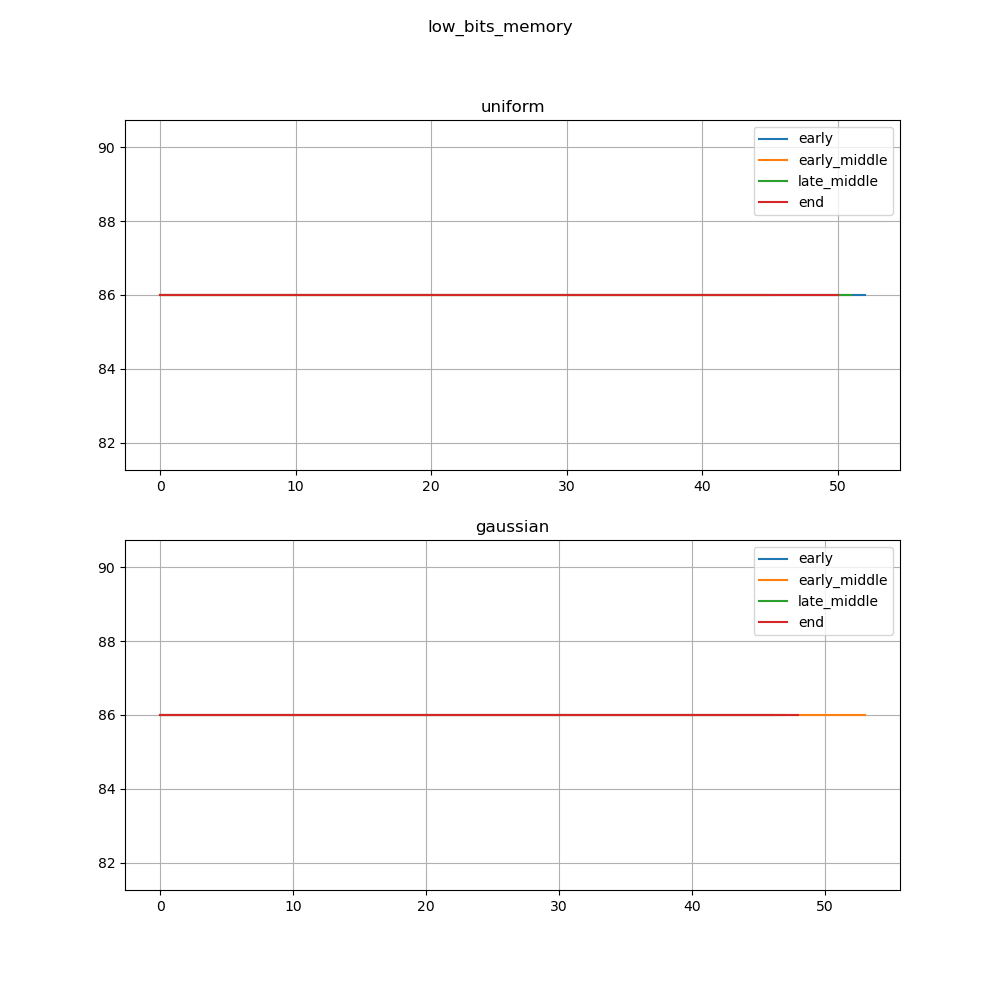 low_bits_memory
uniform
early
early_middle
late_middle
end
90
88
86
84
82
0 10 20 30 40 50
gaussian
early
early_middle
late_middle
end
90
88
86
84
82
0 10 20 30 40 50